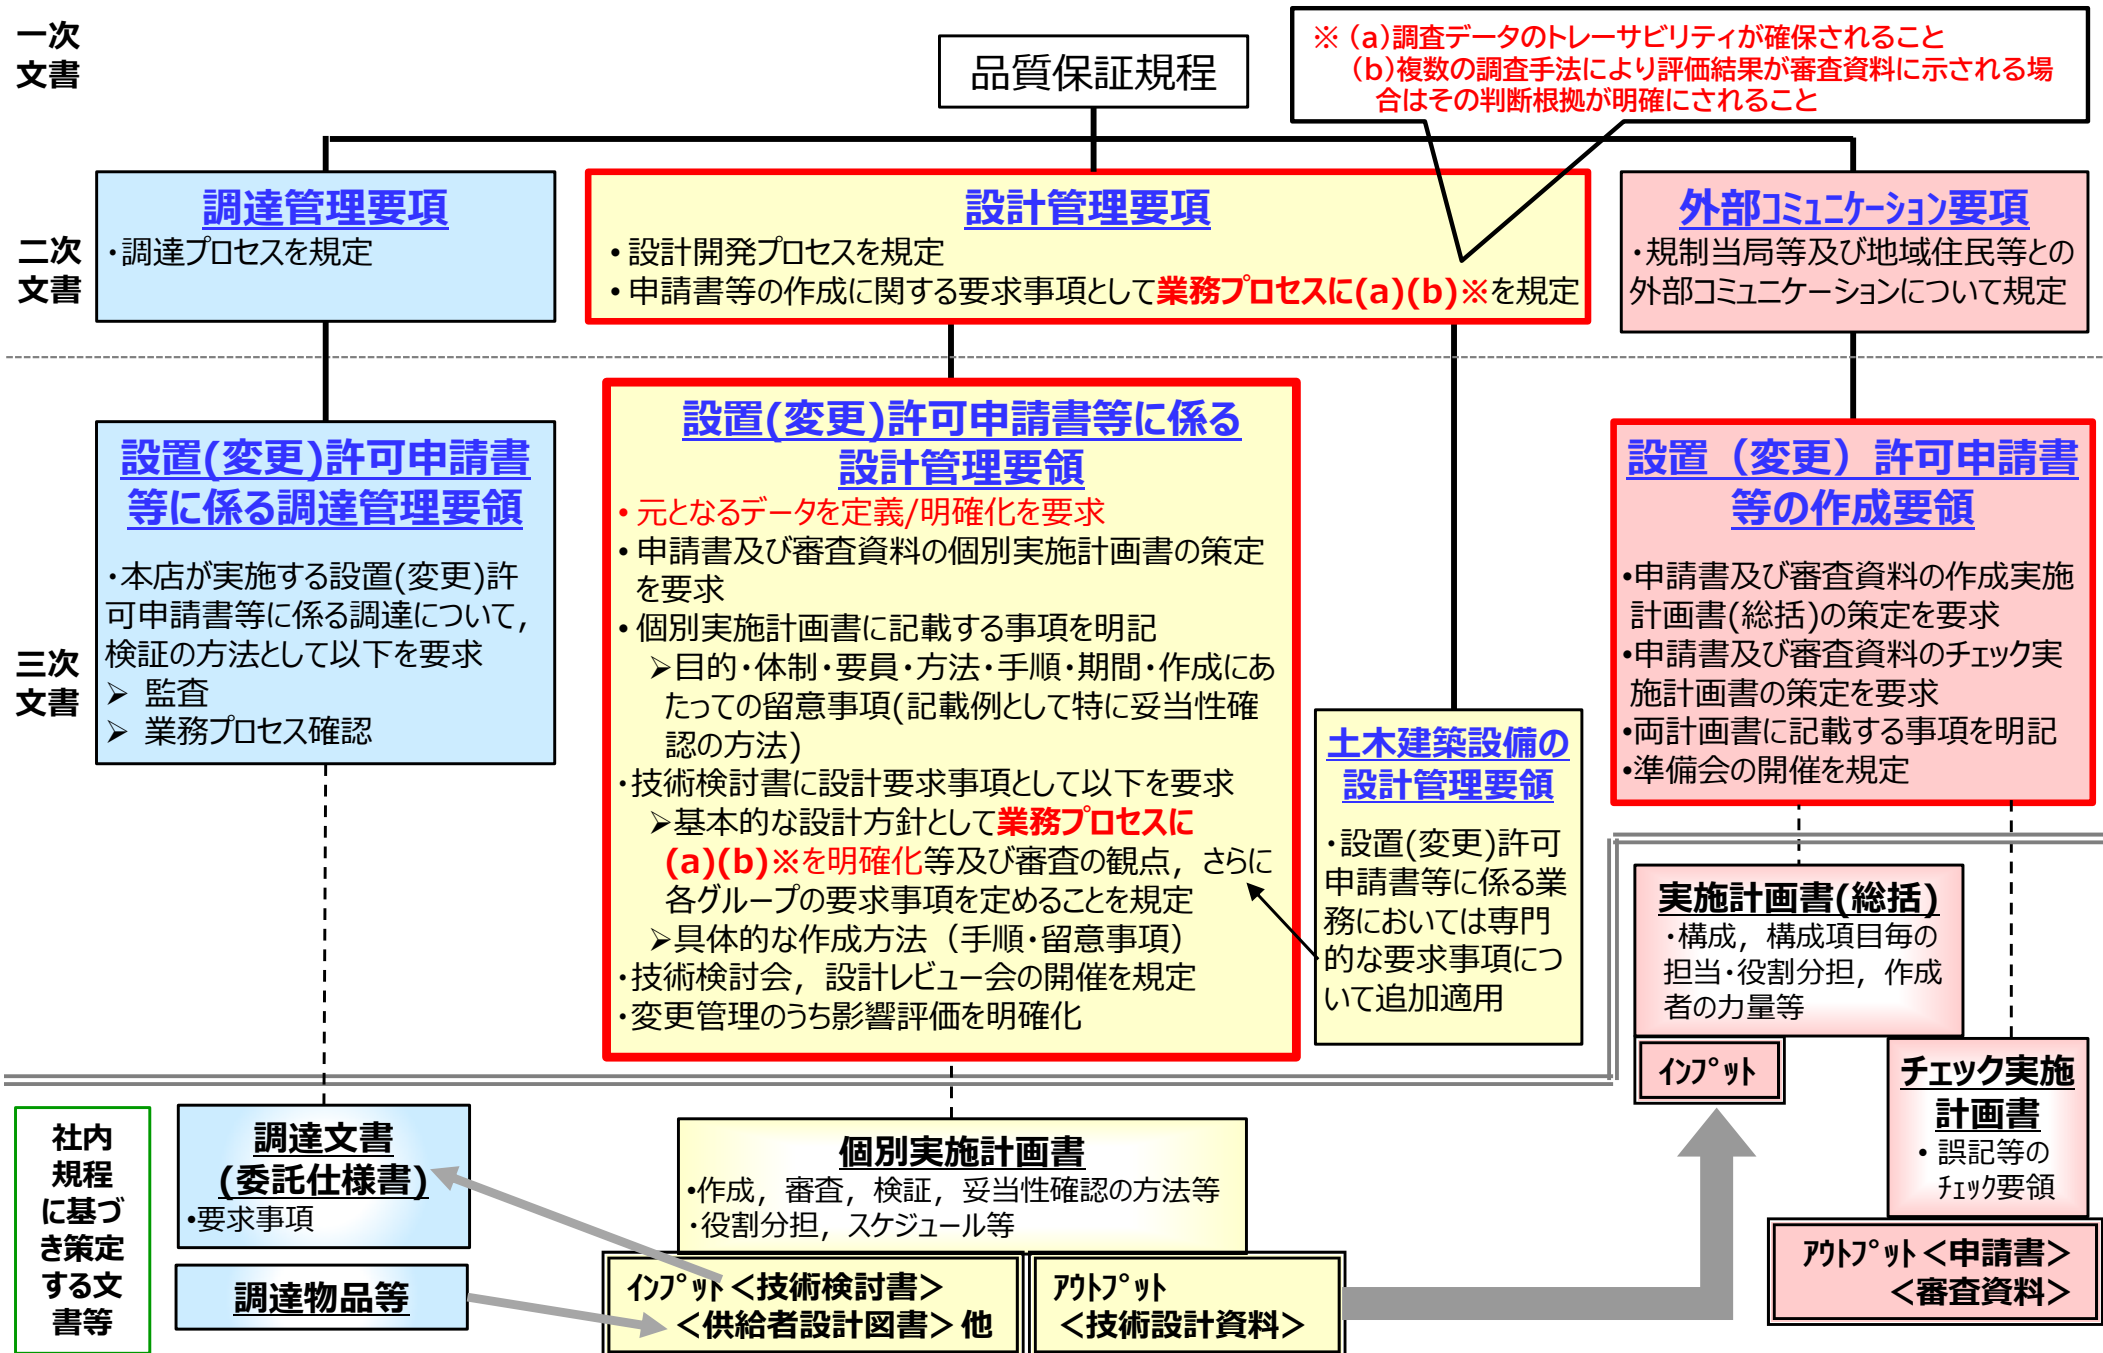 一次
文書
品質保証規程
※ (a)調査データのトレーサビリティが確保されること
(b)複数の調査手法により評価結果が審査資料に示される場
合はその判断根拠が明確にされること
二次
文書
調達管理要項
・調達プロセスを規定
設計管理要項
• 設計開発プロセスを規定
• 申請書等の作成に関する要求事項として業務プロセスに(a)(b)※を規定
外部ｺﾐｭﾆｹｰｼｮﾝ要項
・規制当局等及び地域住民等との
外部ｺﾐｭﾆｹｰｼｮﾝについて規定
三次
文書
設置(変更)許可申請書
等に係る調達管理要領
・本店が実施する設置(変更)許
可申請書等に係る調達について,
検証の方法として以下を要求
➢ 監査
➢ 業務プロセス確認
設置(変更)許可申請書等に係る
設計管理要領
• 元となるデータを定義/明確化を要求
• 申請書及び審査資料の個別実施計画書の策定
を要求
• 個別実施計画書に記載する事項を明記
➢目的・体制・要員・方法・手順・期間・作成にあ
たっての留意事項(記載例として特に妥当性確
認の方法)
・技術検討書に設計要求事項として以下を要求
➢基本的な設計方針として業務プロセスに
(a)(b)※を明確化等及び審査の観点, さらに
各グループの要求事項を定めることを規定
➢具体的な作成方法（手順・留意事項）
・技術検討会, 設計レビュー会の開催を規定
・変更管理のうち影響評価を明確化
土木建築設備の
設計管理要領
・設置(変更)許可
申請書等に係る業
務においては専門
的な要求事項につ
いて追加適用
設置（変更）許可申請書
等の作成要領
•申請書及び審査資料の作成実施
計画書(総括)の策定を要求
•申請書及び審査資料のチェック実
施計画書の策定を要求
•両計画書に記載する事項を明記
•準備会の開催を規定
実施計画書(総括)
・構成, 構成項目毎の
担当・役割分担, 作成
者の力量等
ｲﾝﾌﾟｯﾄ
チェック実施
計画書
• 誤記等の
ﾁｪｯｸ要領
ｱｳﾄﾌﾟｯﾄ＜申請書＞
＜審査資料＞
社内
規程
に基づ
き策定
する文
書等
調達文書
(委託仕様書)
•要求事項
調達物品等
個別実施計画書
•作成, 審査, 検証, 妥当性確認の方法等
・役割分担, スケジュール等
ｲﾝﾌﾟｯﾄ＜技術検討書＞
＜供給者設計図書＞他
ｱｳﾄﾌﾟｯﾄ
＜技術設計資料＞